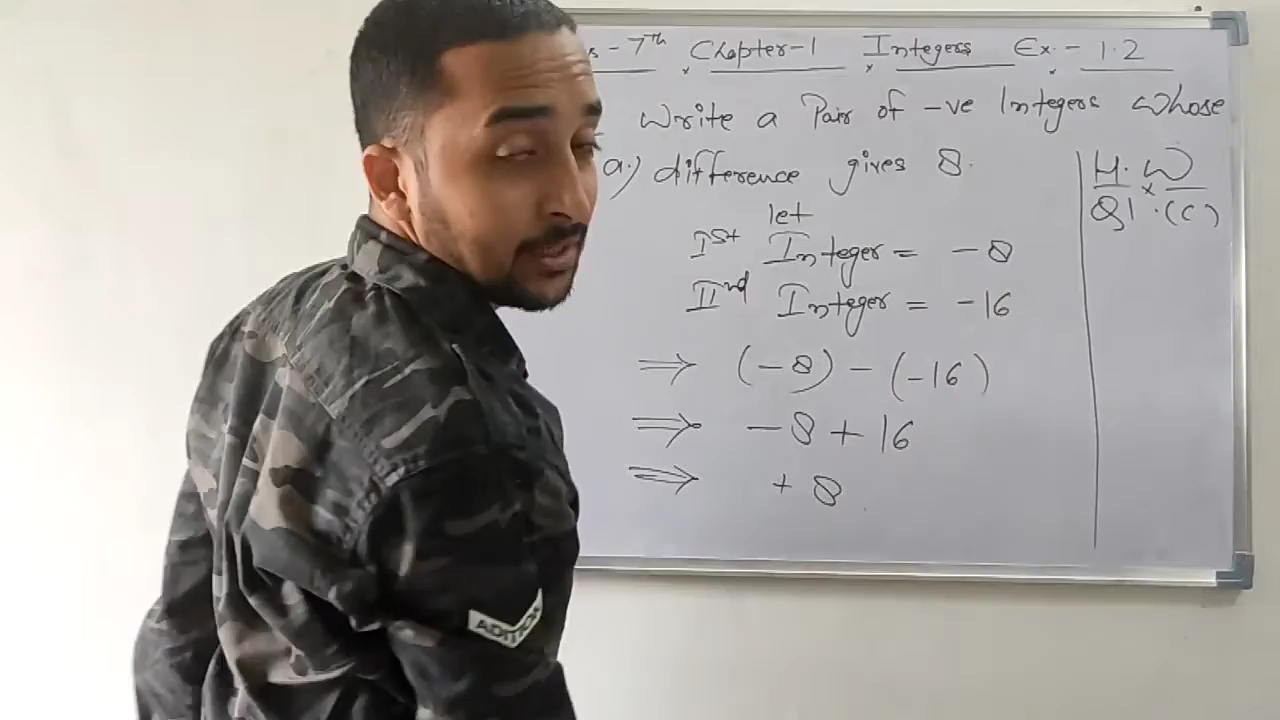 7th Chapter-1 Integers Ex.- 1.2
Write a Pair of -ve Integers whose
a.) difference gives 8.
let
Ist Integer = -8
IInd Integer = -16
⇒ (-8) - (-16)
⇒ -8 + 16
⇒ + 8
H.W
Q1.(c)